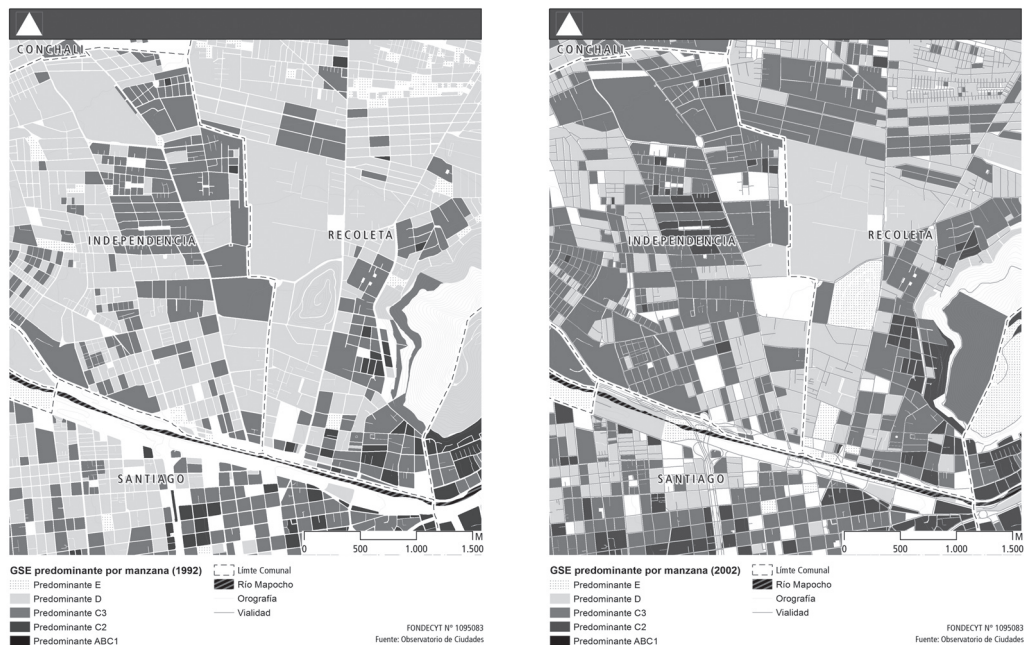 CONCHALI
INDEPENDENCIA
RECOLETA
SANTIAGO
M
0 500 1.000 1.500
GSE predominante por manzana (1992)
Predominante E
Predominante D
Predominante C3
Predominante C2
Predominante ABC1
Límte Comunal
Río Mapocho
Orografía
Vialidad
FONDECYT Nº 1095083
Fuente: Observatorio de Ciudades
CONCHALI
INDEPENDENCIA
RECOLETA
SANTIAGO
M
0 500 1.000 1.500
GSE predominante por manzana (2002)
Predominante E
Predominante D
Predominante C3
Predominante C2
Predominante ABC1
Límte Comunal
Río Mapocho
Orografía
Vialidad
FONDECYT Nº 1095083
Fuente: Observatorio de Ciudades